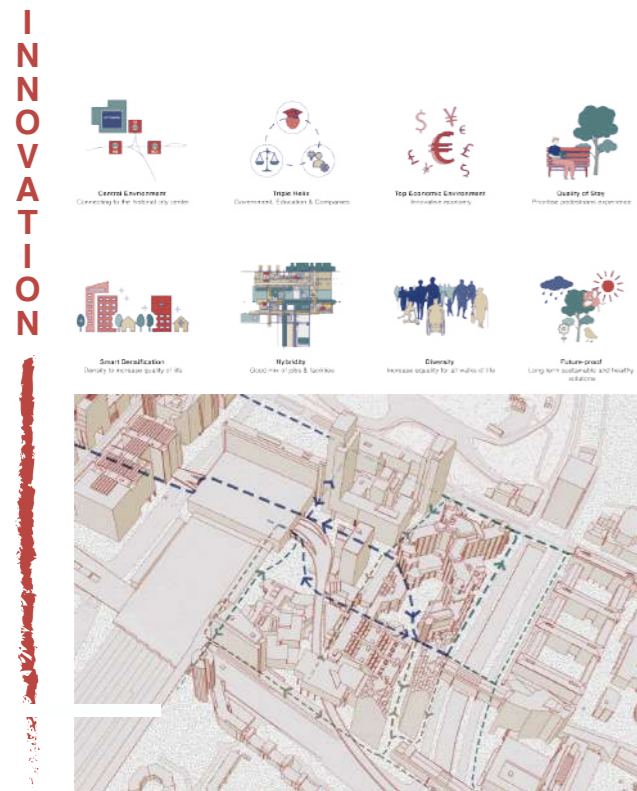 INNOVATION
Central Environment
Connecting to the historical city center
Triple Helix
Government, Education & Companies
Top Economic Environment
Innovative economy
Quality of Stay
Prioritise pedestrians experience
Smart Densification
Density to increase quality of life
Hybridity
Good mix of jobs & facilities
Diversity
Increase equality for all walks of life
Future-proof
Long term sustainable and healthy
solutions